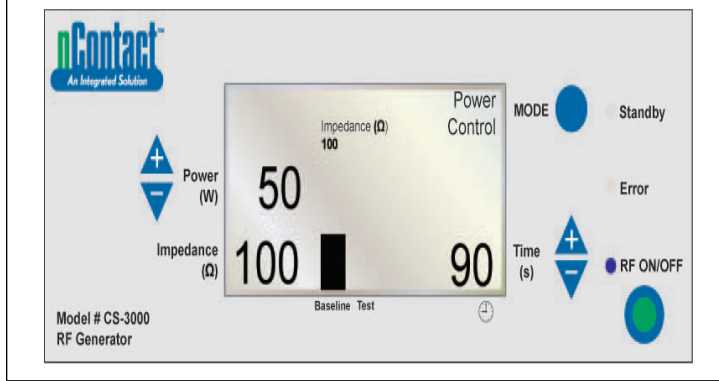 nContact™
An Integrated Solution
Power
Control
MODE
Standby
Impedance (Ω)
100
Error
Power
(W)
50
Impedance
(Ω)
100
90
Time
(s)
RF ON/OFF
Baseline Test
Model # CS-3000
RF Generator